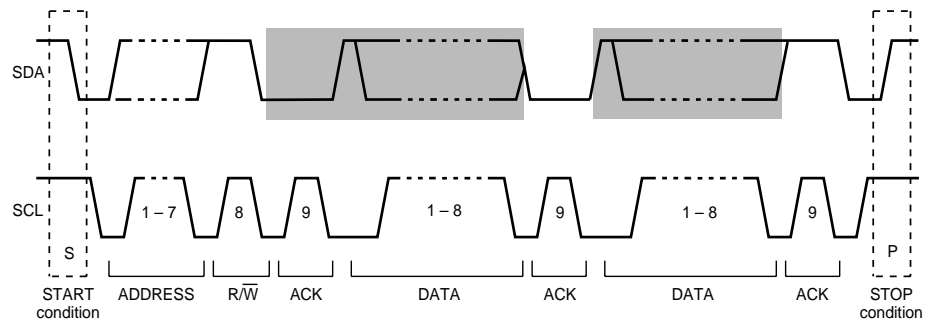 SDA
SCL
1 – 7
8
9
1 – 8
9
1 – 8
9
S
P
START
condition
ADDRESS
R/W̅
ACK
DATA
ACK
DATA
ACK
STOP
condition